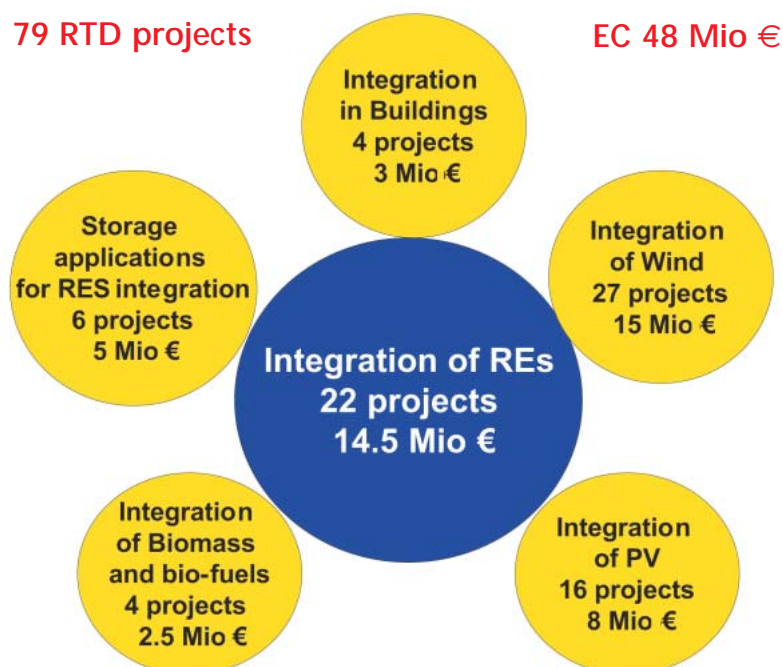 79 RTD projects
EC 48 Mio €
Integration
in Buildings
4 projects
3 Mio €
Storage
applications
for RES integration
6 projects
5 Mio €
Integration
of Wind
27 projects
15 Mio €
Integration of REs
22 projects
14.5 Mio €
Integration
of Biomass
and bio-fuels
4 projects
2.5 Mio €
Integration
of PV
16 projects
8 Mio €